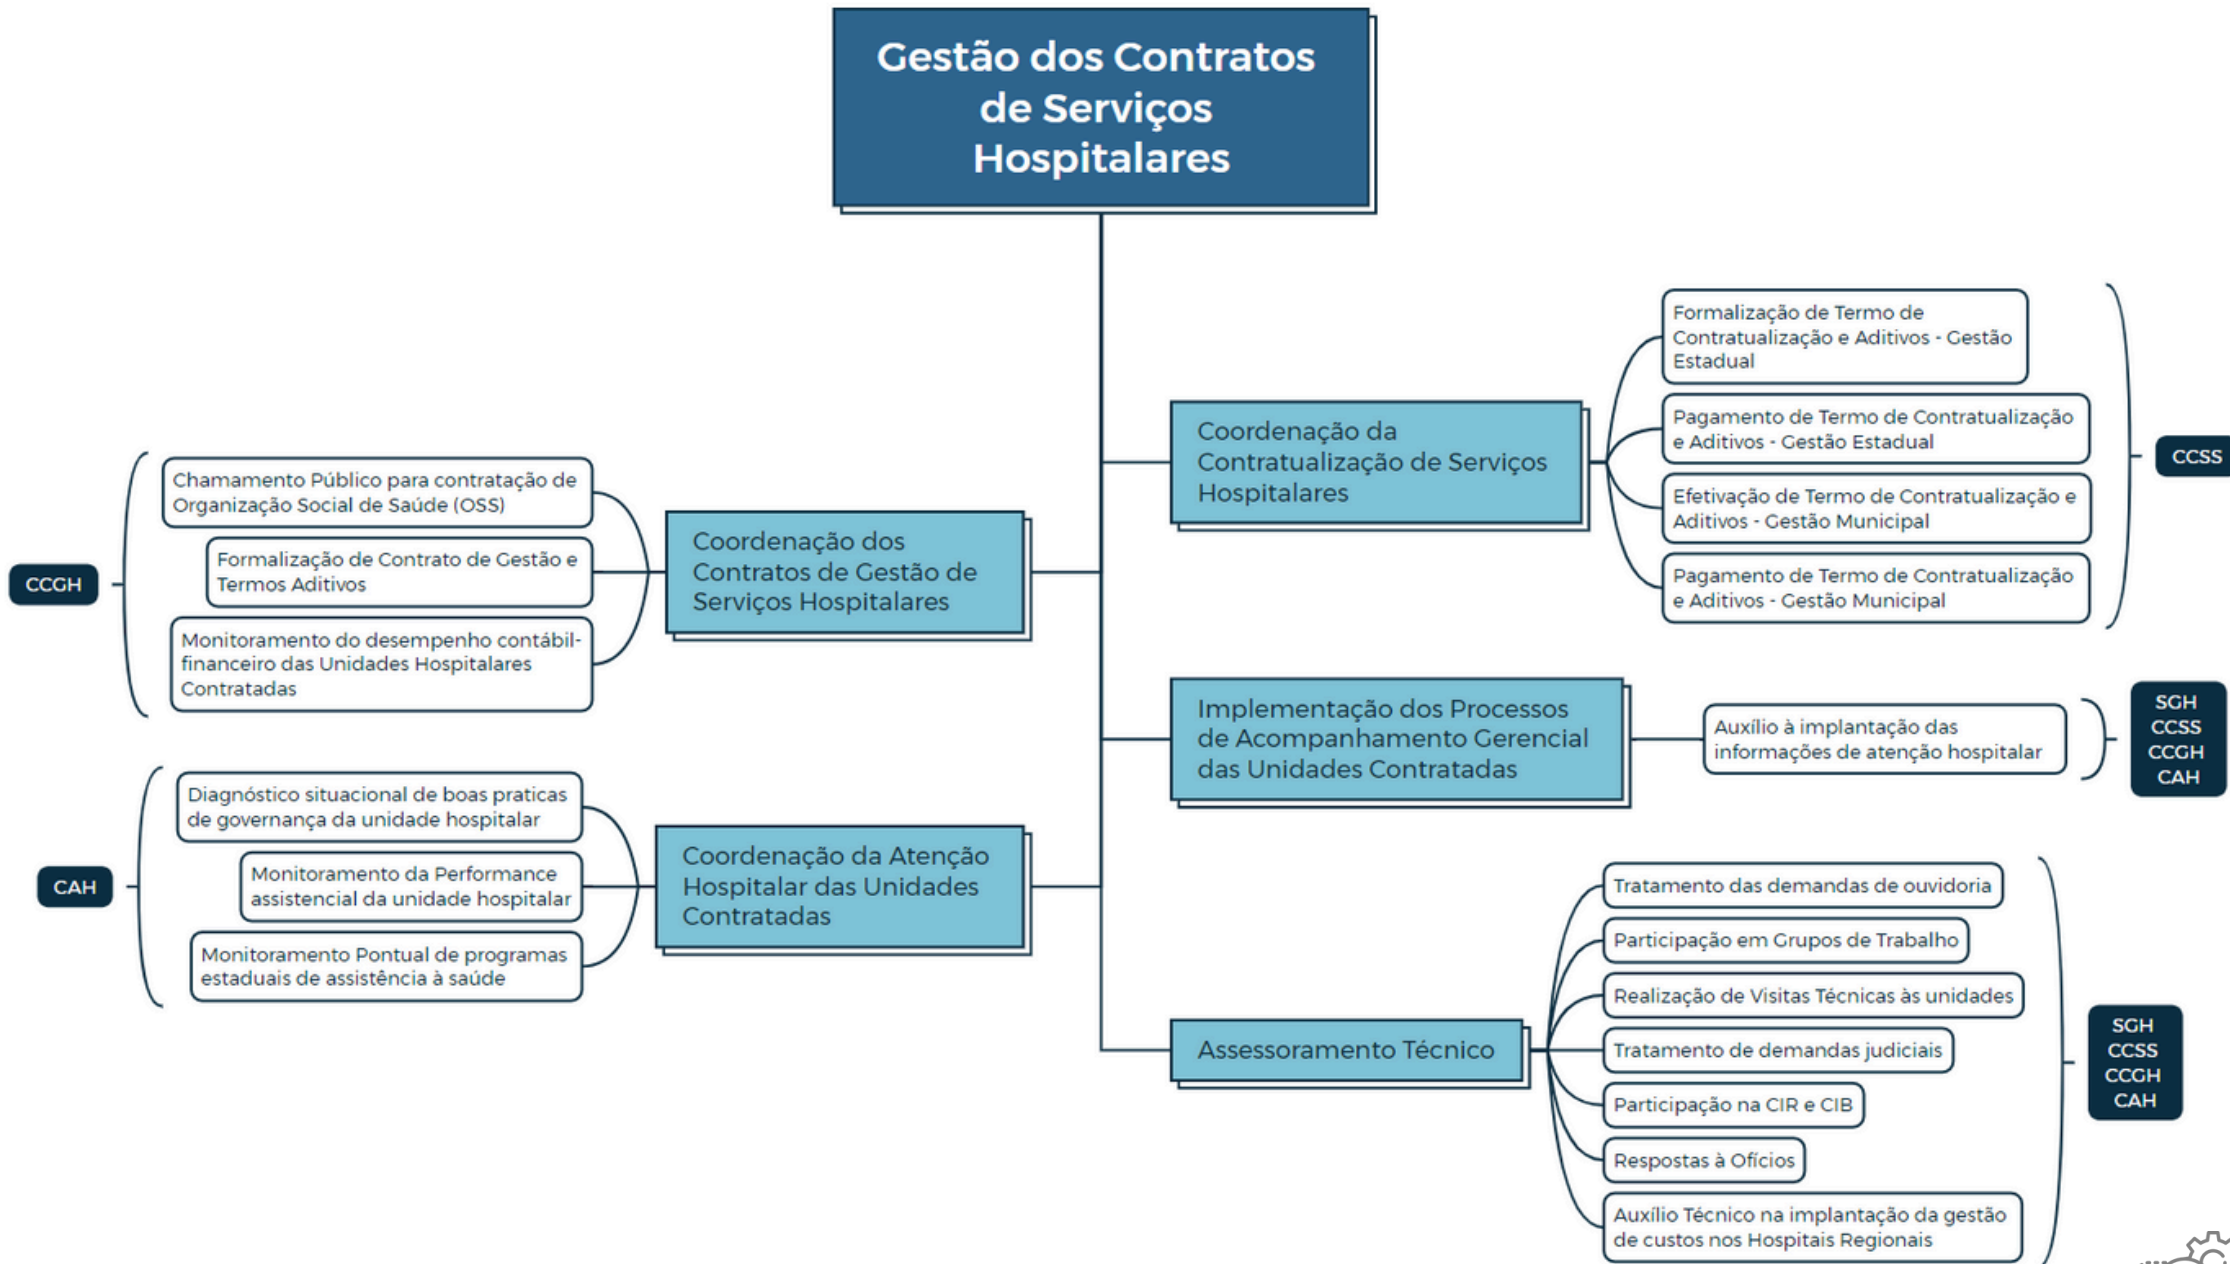 Gestão dos Contratos
de Serviços
Hospitalares
Formalização de Termo de
Contratualização e Aditivos - Gestão
Estadual
Pagamento de Termo de Contratualização
e Aditivos - Gestão Estadual
Efetivação de Termo de Contratualização e
Aditivos - Gestão Municipal
Pagamento de Termo de Contratualização
e Aditivos - Gestão Municipal
CCSS
Coordenação da
Contratualização de Serviços
Hospitalares
Chamamento Público para contratação de
Organização Social de Saúde (OSS)
Formalização de Contrato de Gestão e
Termos Aditivos
Monitoramento do desempenho contábil-
financeiro das Unidades Hospitalares
Contratadas
CCGH
Coordenação dos
Contratos de Gestão de
Serviços Hospitalares
Implementação dos Processos
de Acompanhamento Gerencial
das Unidades Contratadas
Auxílio à implantação das
informações de atenção hospitalar
SGH
CCSS
CCGH
CAH
Diagnóstico situacional de boas praticas
de governança da unidade hospitalar
Monitoramento da Performance
assistencial da unidade hospitalar
Monitoramento Pontual de programas
estaduais de assistência à saúde
CAH
Coordenação da Atenção
Hospitalar das Unidades
Contratadas
Assessoramento Técnico
Tratamento das demandas de ouvidoria
Participação em Grupos de Trabalho
Realização de Visitas Técnicas às unidades
Tratamento de demandas judiciais
Participação na CIR e CIB
Respostas à Ofícios
Auxílio Técnico na implantação da gestão
de custos nos Hospitais Regionais
SGH
CCSS
CCGH
CAH